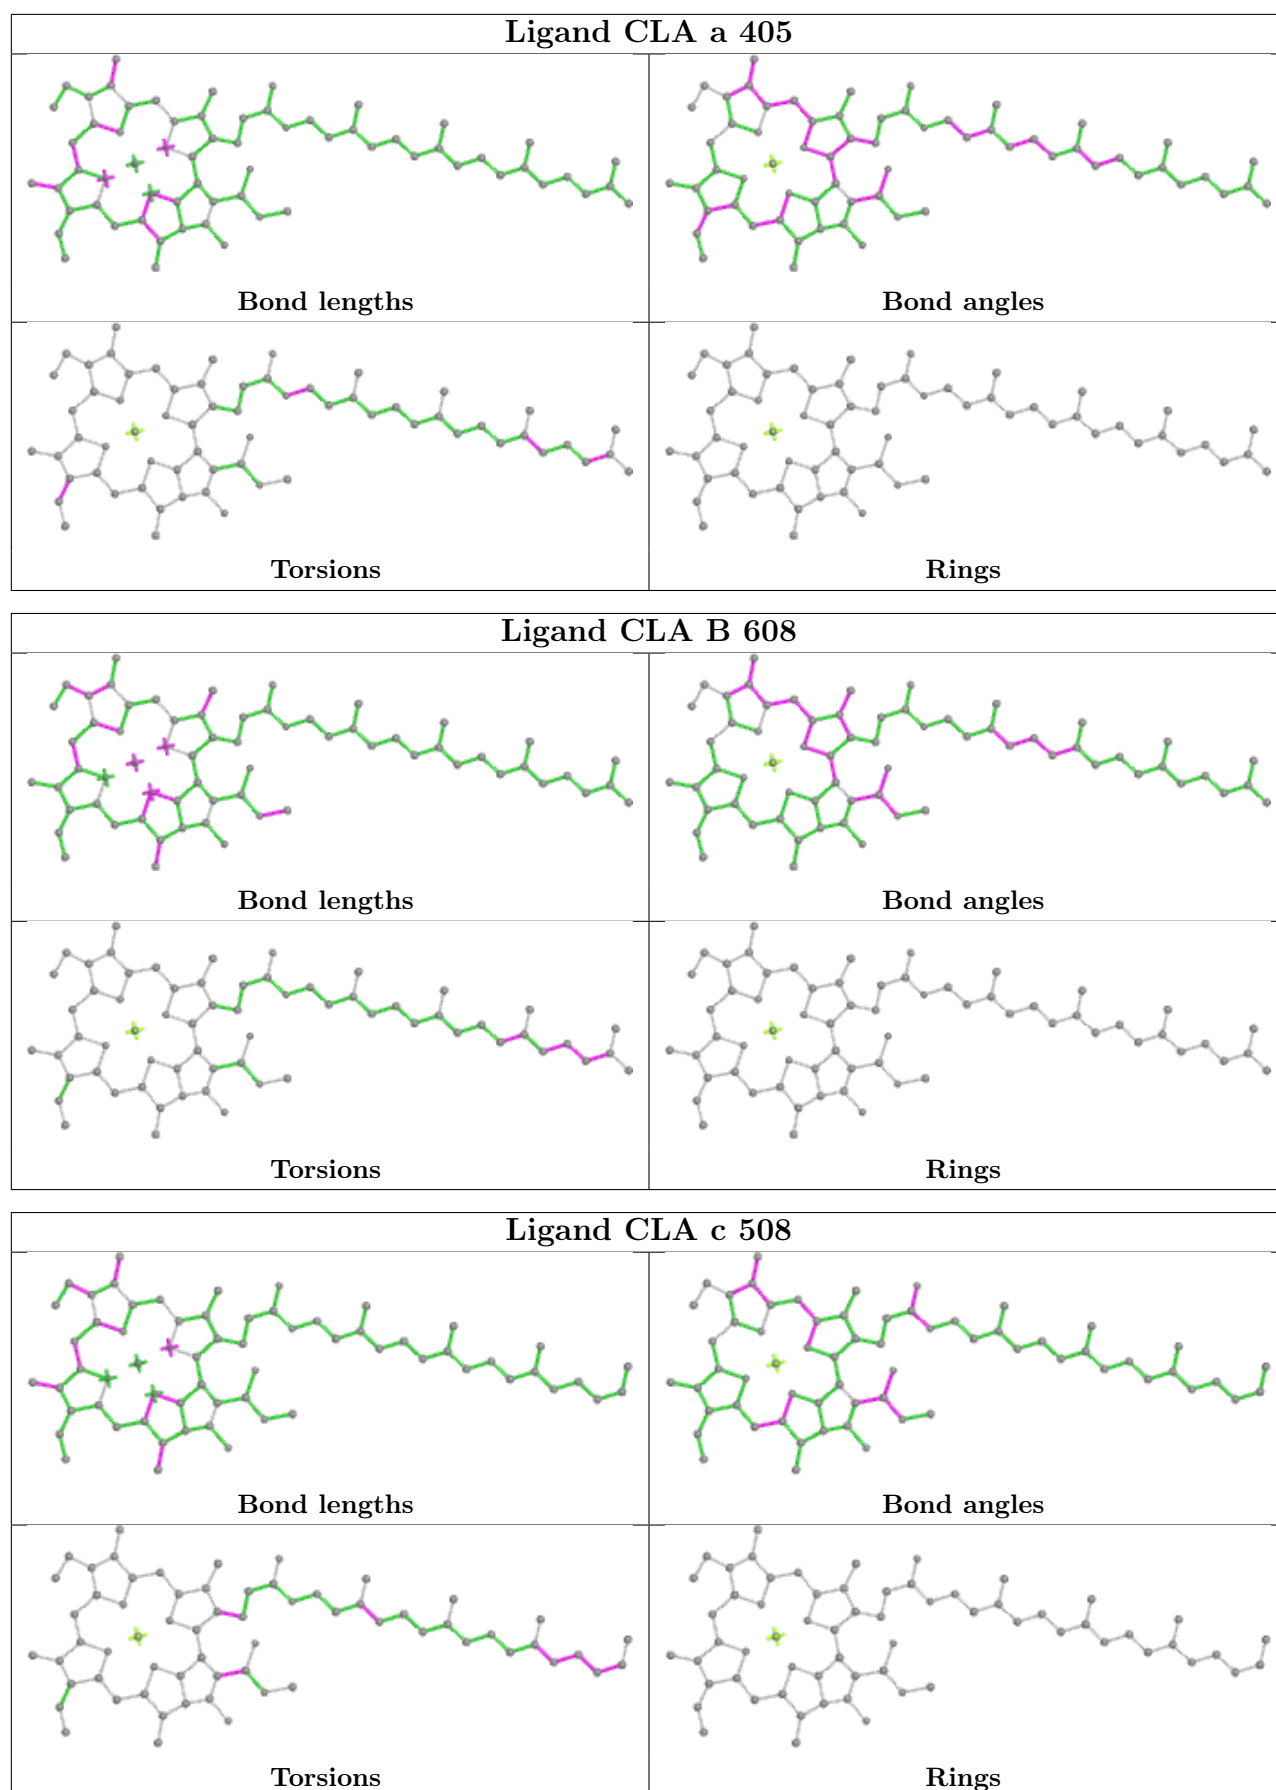 Ligand CLA a 405
Bond lengths
Bond angles
Torsions
Rings
Ligand CLA B 608
Bond lengths
Bond angles
Torsions
Rings
Ligand CLA c 508
Bond lengths
Bond angles
Torsions
Rings